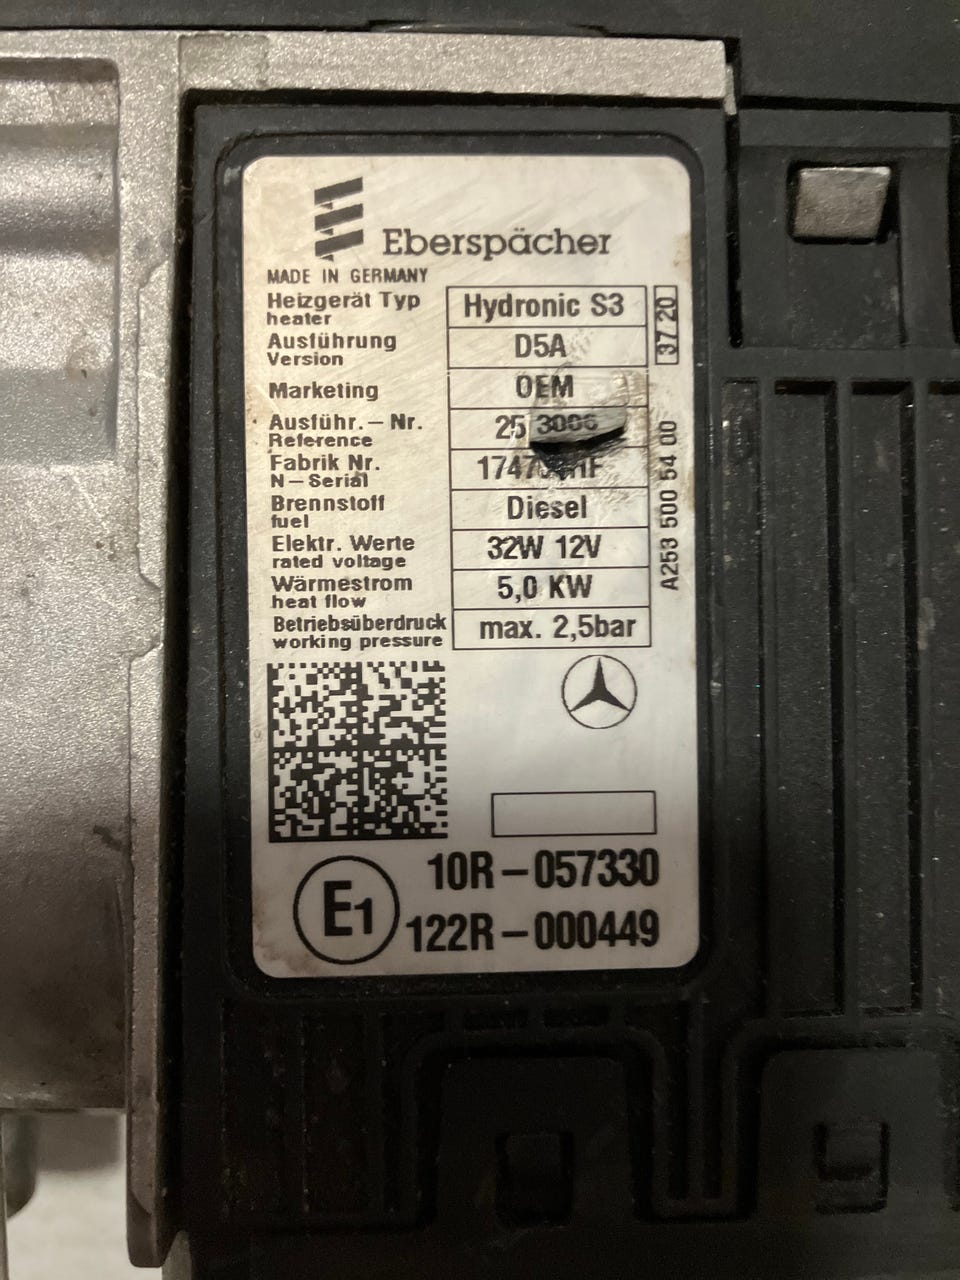 Eberspächer
MADE IN GERMANY
Heizgerät Typ
heater
Hydronic S3
37 20
Ausführung
Version
D5A
Marketing
OEM
Ausführ.-Nr.
Reference
25
Fabrik Nr.
N-Serial
Brennstoff
fuel
Diesel
Elektr. Werte
rated voltage
32W 12V
Wärmestrom
heat flow
5,0 KW
Betriebsüberdruck
working pressure
max. 2,5bar
A253 500 54 00
E1
10R-057330
122R-000449